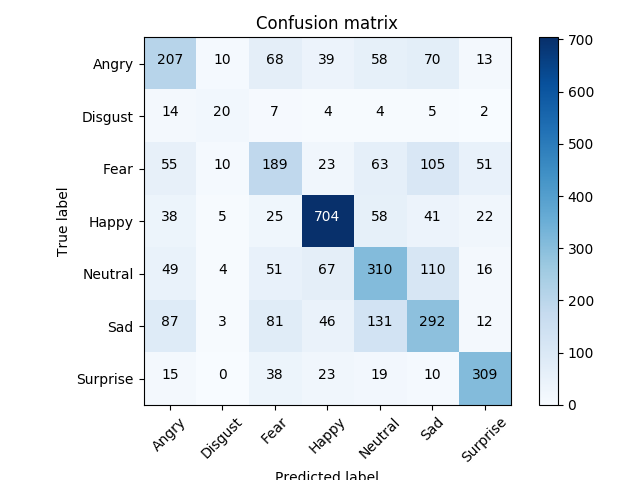 Confusion matrix
True label
Angry 207 10 68 39 58 70 13
Disgust 14 20 7 4 4 5 2
Fear 55 10 189 23 63 105 51
Happy 38 5 25 704 58 41 22
Neutral 49 4 51 67 310 110 16
Sad 87 3 81 46 131 292 12
Surprise 15 0 38 23 19 10 309
Angry Disgust Fear Happy Neutral Sad Surprise
Predicted label
700
600
500
400
300
200
100
0